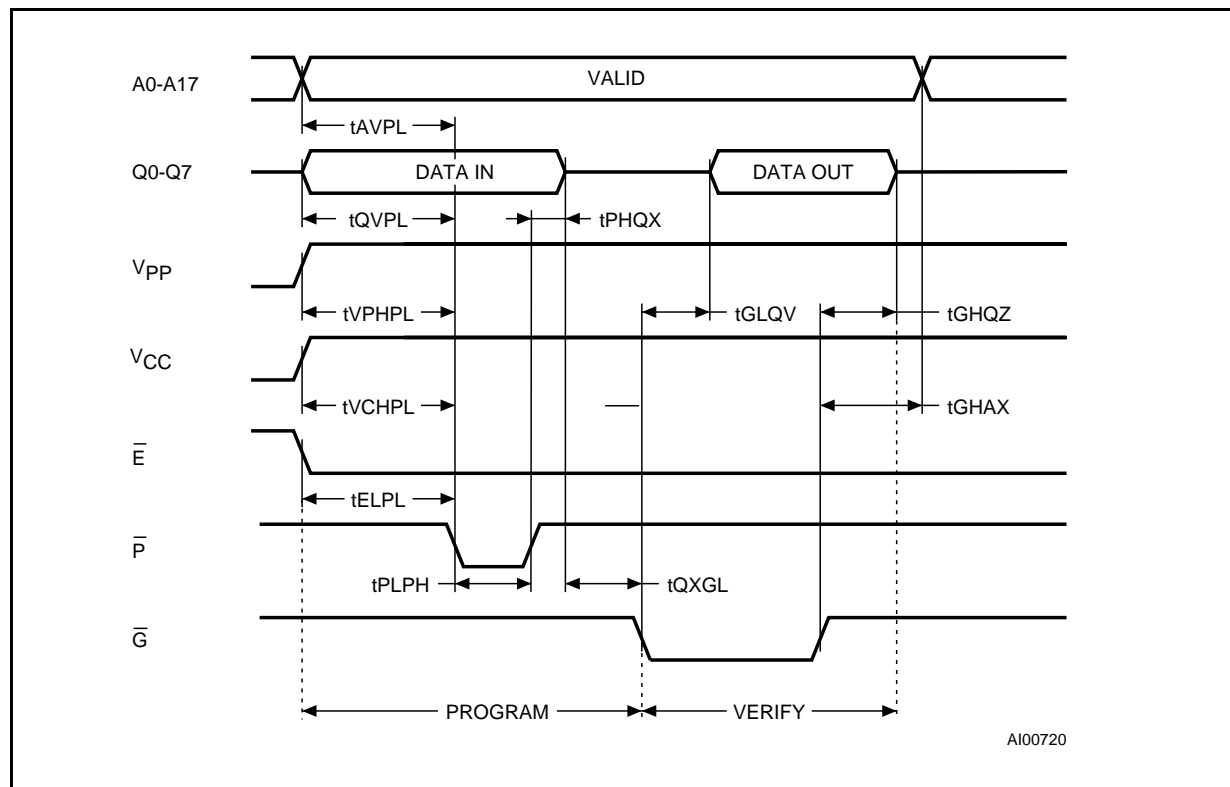 A0-A17 VALID
tAVPL
Q0-Q7 DATA IN DATA OUT
tQVPL tPHQX
VPP
tVPHPL tGLQV tGHQZ
VCC
tVCHPL tGHAX
E̅
tELPL
P̅
tPLPH tQXGL
G̅
PROGRAM VERIFY
AI00720